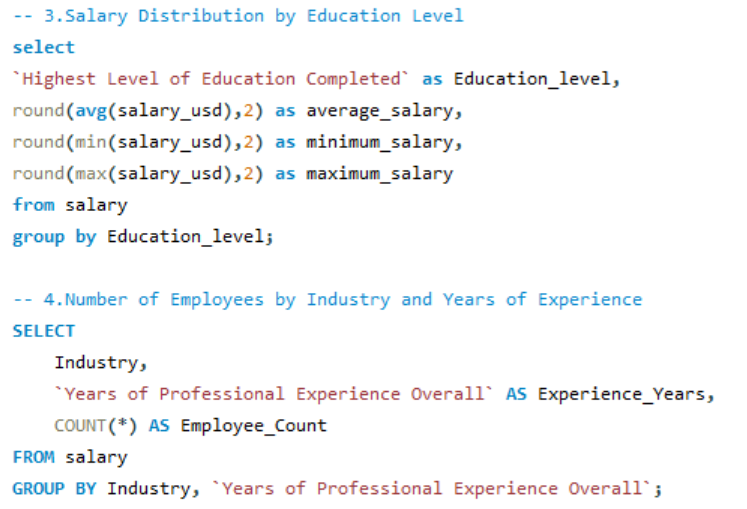 -- 3.Salary Distribution by Education Level
select
`Highest Level of Education Completed` as Education_level,
round(avg(salary_usd),2) as average_salary,
round(min(salary_usd),2) as minimum_salary,
round(max(salary_usd),2) as maximum_salary
from salary
group by Education_level;

-- 4.Number of Employees by Industry and Years of Experience
SELECT
    Industry,
    `Years of Professional Experience Overall` AS Experience_Years,
    COUNT(*) AS Employee_Count
FROM salary
GROUP BY Industry, `Years of Professional Experience Overall`;